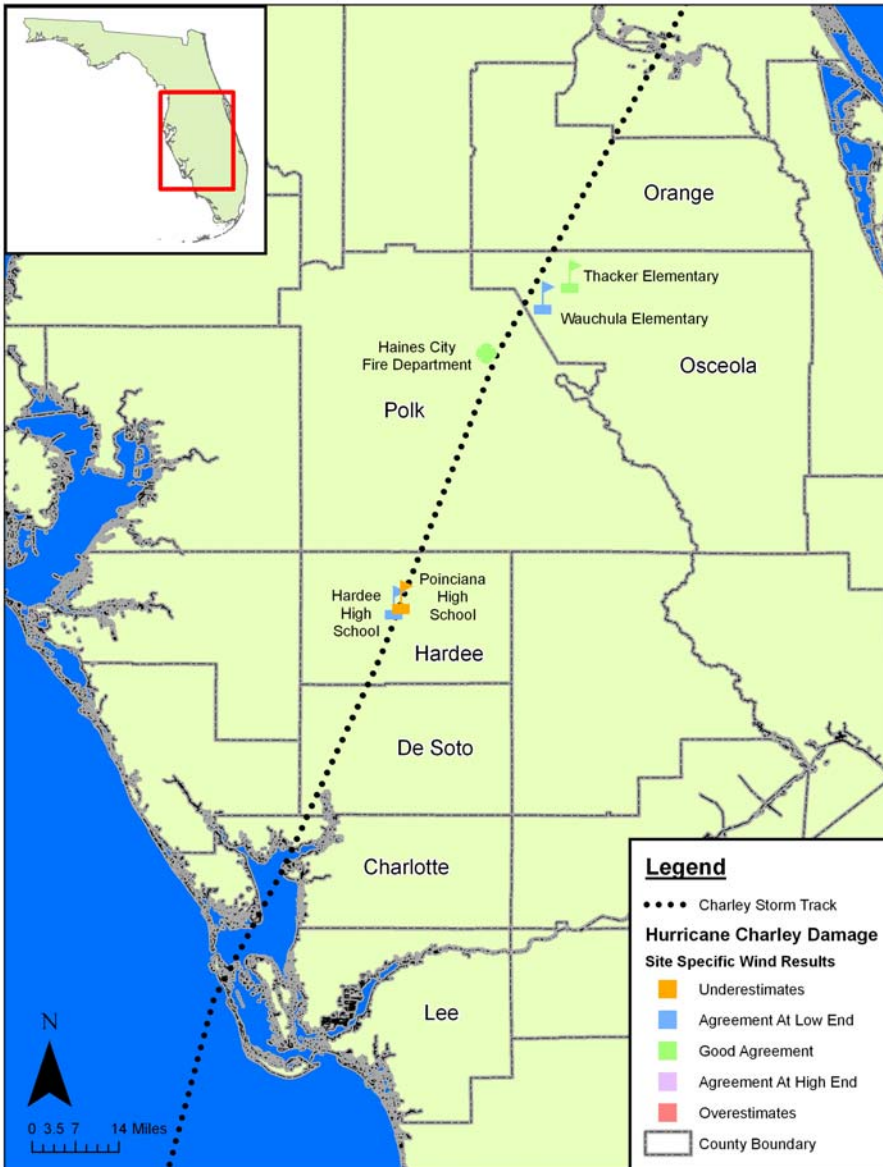 Orange
Thacker Elementary
Wauchula Elementary
Haines City
Fire Department
Osceola
Polk
Hardee
High
School
Poinciana
High
School
Hardee
De Soto
Charlotte
Lee
N
0 3.5 7 14 Miles
Legend
Charley Storm Track
Hurricane Charley Damage
Site Specific Wind Results
Underestimates
Agreement At Low End
Good Agreement
Agreement At High End
Overestimates
County Boundary